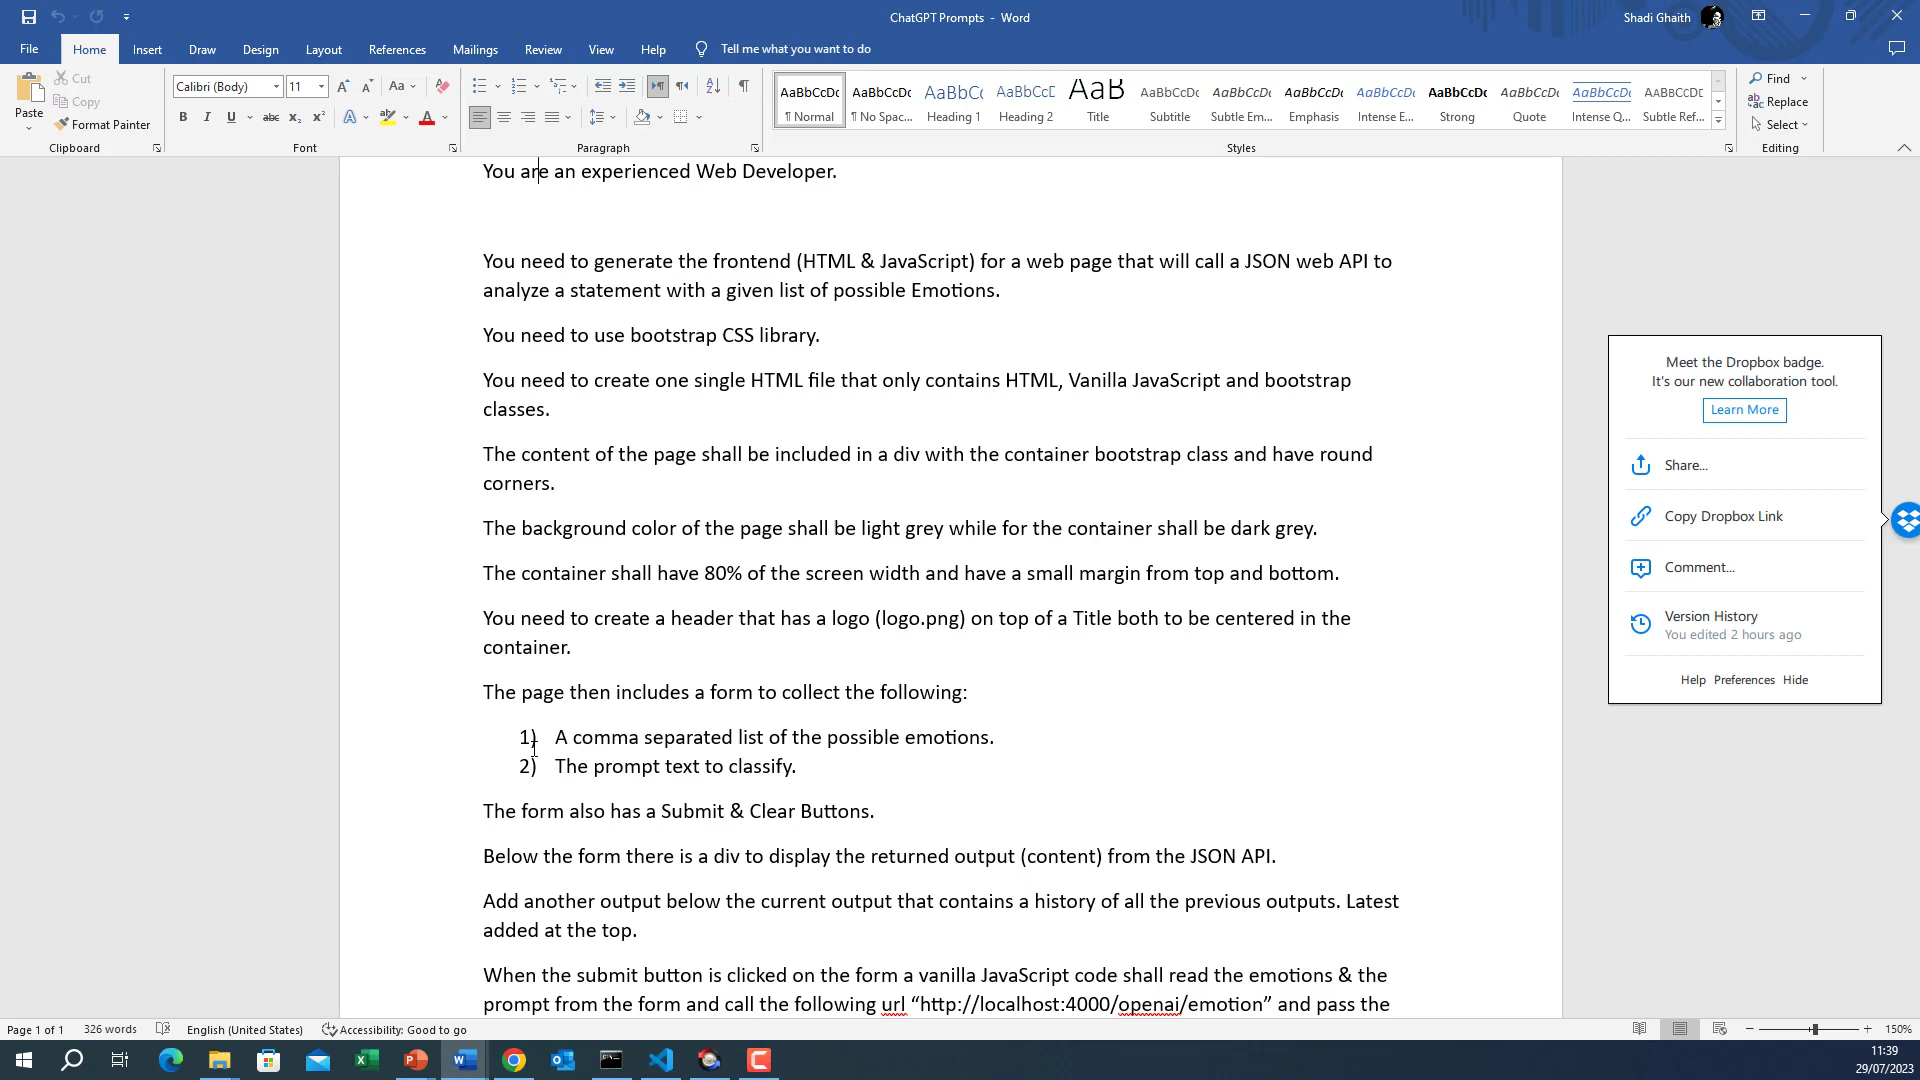 ChatGPT Prompts - Word
Shadi Ghaith
File Home Insert Draw Design Layout References Mailings Review View Help Tell me what you want to do
Paste
Cut
Copy
Format Painter
Clipboard
Calibri (Body) 11
Font
Paragraph
AaBbCcDc AaBbCcDc AaBbCc AaBbCcC AaB AaBbCcDc AaBbCcDc AaBbCcDc AaBbCcDc AaBbCcDc AaBbCcDc AaBbCcDc AABBCCDC
¶ Normal ¶ No Spac... Heading 1 Heading 2 Title Subtitle Subtle Em... Emphasis Intense E... Strong Quote Intense Q... Subtle Ref...
Styles
Find
Replace
Select
Editing
You are an experienced Web Developer.
You need to generate the frontend (HTML & JavaScript) for a web page that will call a JSON web API to
analyze a statement with a given list of possible Emotions.
You need to use bootstrap CSS library.
You need to create one single HTML file that only contains HTML, Vanilla JavaScript and bootstrap
classes.
The content of the page shall be included in a div with the container bootstrap class and have round
corners.
The background color of the page shall be light grey while for the container shall be dark grey.
The container shall have 80% of the screen width and have a small margin from top and bottom.
You need to create a header that has a logo (logo.png) on top of a Title both to be centered in the
container.
The page then includes a form to collect the following:
1) A comma separated list of the possible emotions.
2) The prompt text to classify.
The form also has a Submit & Clear Buttons.
Below the form there is a div to display the returned output (content) from the JSON API.
Add another output below the current output that contains a history of all the previous outputs. Latest
added at the top.
When the submit button is clicked on the form a vanilla JavaScript code shall read the emotions & the
prompt from the form and call the following url “http://localhost:4000/openai/emotion” and pass the
Meet the Dropbox badge.
It's our new collaboration tool.
Learn More
Share...
Copy Dropbox Link
Comment...
Version History
You edited 2 hours ago
Help Preferences Hide
Page 1 of 1 326 words English (United States) Accessibility: Good to go
150%
11:39
29/07/2023